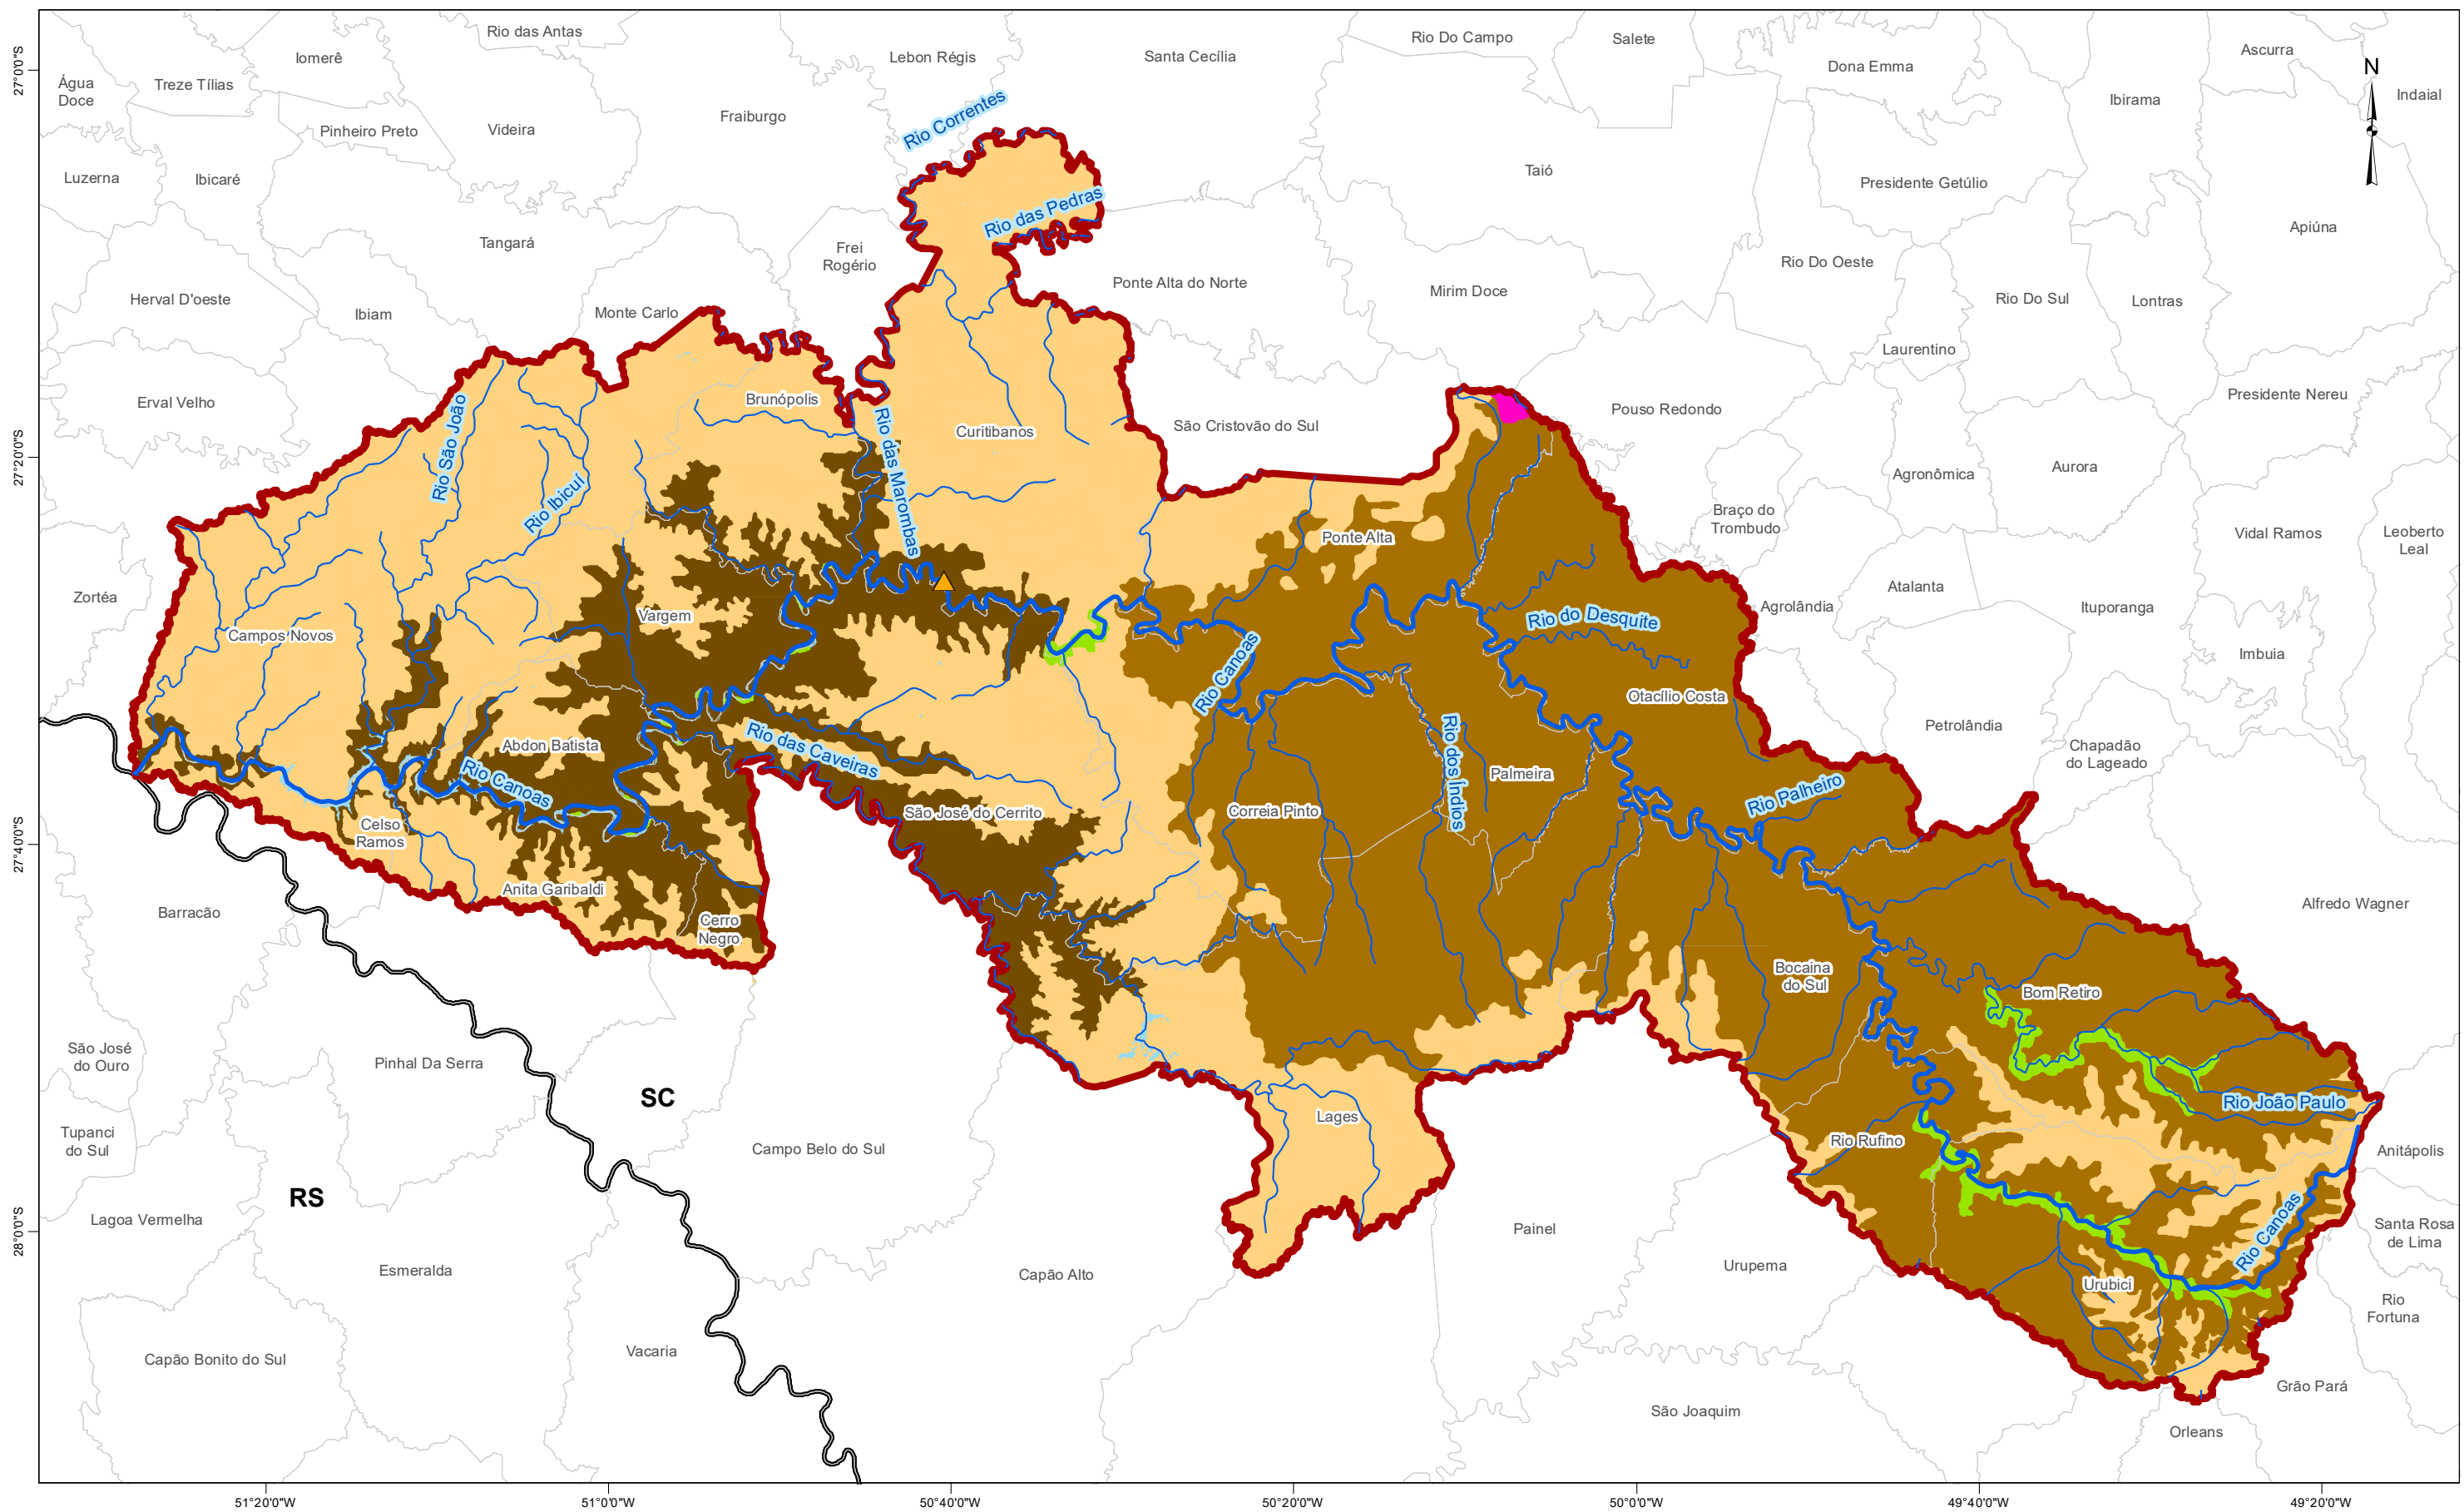 Rio das Antas
Lebon Régis
Santa Cecília
Rio Do Campo
Salete
Ascurra
Iomerê
Dona Emma
N
27°0'0"S
Água
Doce
Treze Tílias
Ibirama
Indaial
Rio Correntes
Fraiburgo
Pinheiro Preto
Videira
Luzerna
Ibicaré
Taió
Presidente Getúlio
Rio das Pedras
Apiúna
Tangará
Frei
Rogério
Rio Do Oeste
Ponte Alta do Norte
Mirim Doce
Herval D'oeste
Ibiam
Monte Carlo
Rio Do Sul
Lontras
Laurentino
Erval Velho
Brunópolis
Presidente Nereu
Rio São João
Rio das Marombas
Curitibanos
São Cristovão do Sul
Pouso Redondo
27°20'0"S
Rio Ibicuí
Agronômica
Aurora
Ponte Alta
Braço do
Trombudo
Vidal Ramos
Leoberto
Leal
Zortéa
Vargem
Agrolândia
Atalanta
Ituporanga
Campos Novos
Rio do Desquite
Imbuia
Rio Canoas
Otacílio Costa
Petrolândia
Abdon Batista
Rio das Caveiras
Rio dos Índios
Palmeira
Chapadão
do Lageado
Rio Canoas
Rio Palheiro
São José do Cerrito
Correia Pinto
Celso
Ramos
27°40'0"S
Anita Garibaldi
Barracão
Cerro
Negro
Alfredo Wagner
Bocaina
do Sul
Bom Retiro
São José
do Ouro
Pinhal Da Serra
SC
Lages
Rio João Paulo
Tupanci
do Sul
Campo Belo do Sul
Rio Rufino
Anitápolis
RS
Lagoa Vermelha
Painel
Rio Canoas
Santa Rosa
de Lima
28°0'0"S
Esmeralda
Capão Alto
Urupema
Urubici
Rio
Fortuna
Capão Bonito do Sul
Vacaria
Grão Pará
São Joaquim
Orleans
51°20'0"W
51°0'0"W
50°40'0"W
50°20'0"W
50°0'0"W
49°40'0"W
49°20'0"W